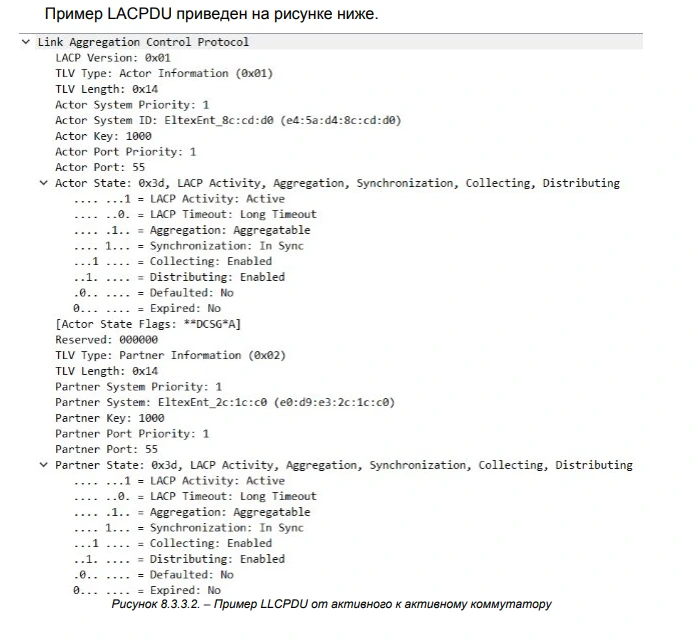 Пример LACPDU приведен на рисунке ниже.
Link Aggregation Control Protocol
LACP Version: 0x01
TLV Type: Actor Information (0x01)
TLV Length: 0x14
Actor System Priority: 1
Actor System ID: EltexEnt_8c:cd:d0 (e4:5a:d4:8c:cd:d0)
Actor Key: 1000
Actor Port Priority: 1
Actor Port: 55
Actor State: 0x3d, LACP Activity, Aggregation, Synchronization, Collecting, Distributing
.... ...1 = LACP Activity: Active
.... ..0. = LACP Timeout: Long Timeout
.... .1.. = Aggregation: Aggregatable
.... 1... = Synchronization: In Sync
...1 .... = Collecting: Enabled
..1. .... = Distributing: Enabled
.0.. .... = Defaulted: No
0... .... = Expired: No
[Actor State Flags: **DCSG*A]
Reserved: 000000
TLV Type: Partner Information (0x02)
TLV Length: 0x14
Partner System Priority: 1
Partner System: EltexEnt_2c:1c:c0 (e0:d9:e3:2c:1c:c0)
Partner Key: 1000
Partner Port Priority: 1
Partner Port: 55
Partner State: 0x3d, LACP Activity, Aggregation, Synchronization, Collecting, Distributing
.... ...1 = LACP Activity: Active
.... ..0. = LACP Timeout: Long Timeout
.... .1.. = Aggregation: Aggregatable
.... 1... = Synchronization: In Sync
...1 .... = Collecting: Enabled
..1. .... = Distributing: Enabled
.0.. .... = Defaulted: No
0... .... = Expired: No
Рисунок 8.3.3.2. – Пример LLCPDU от активного к активному коммутатору